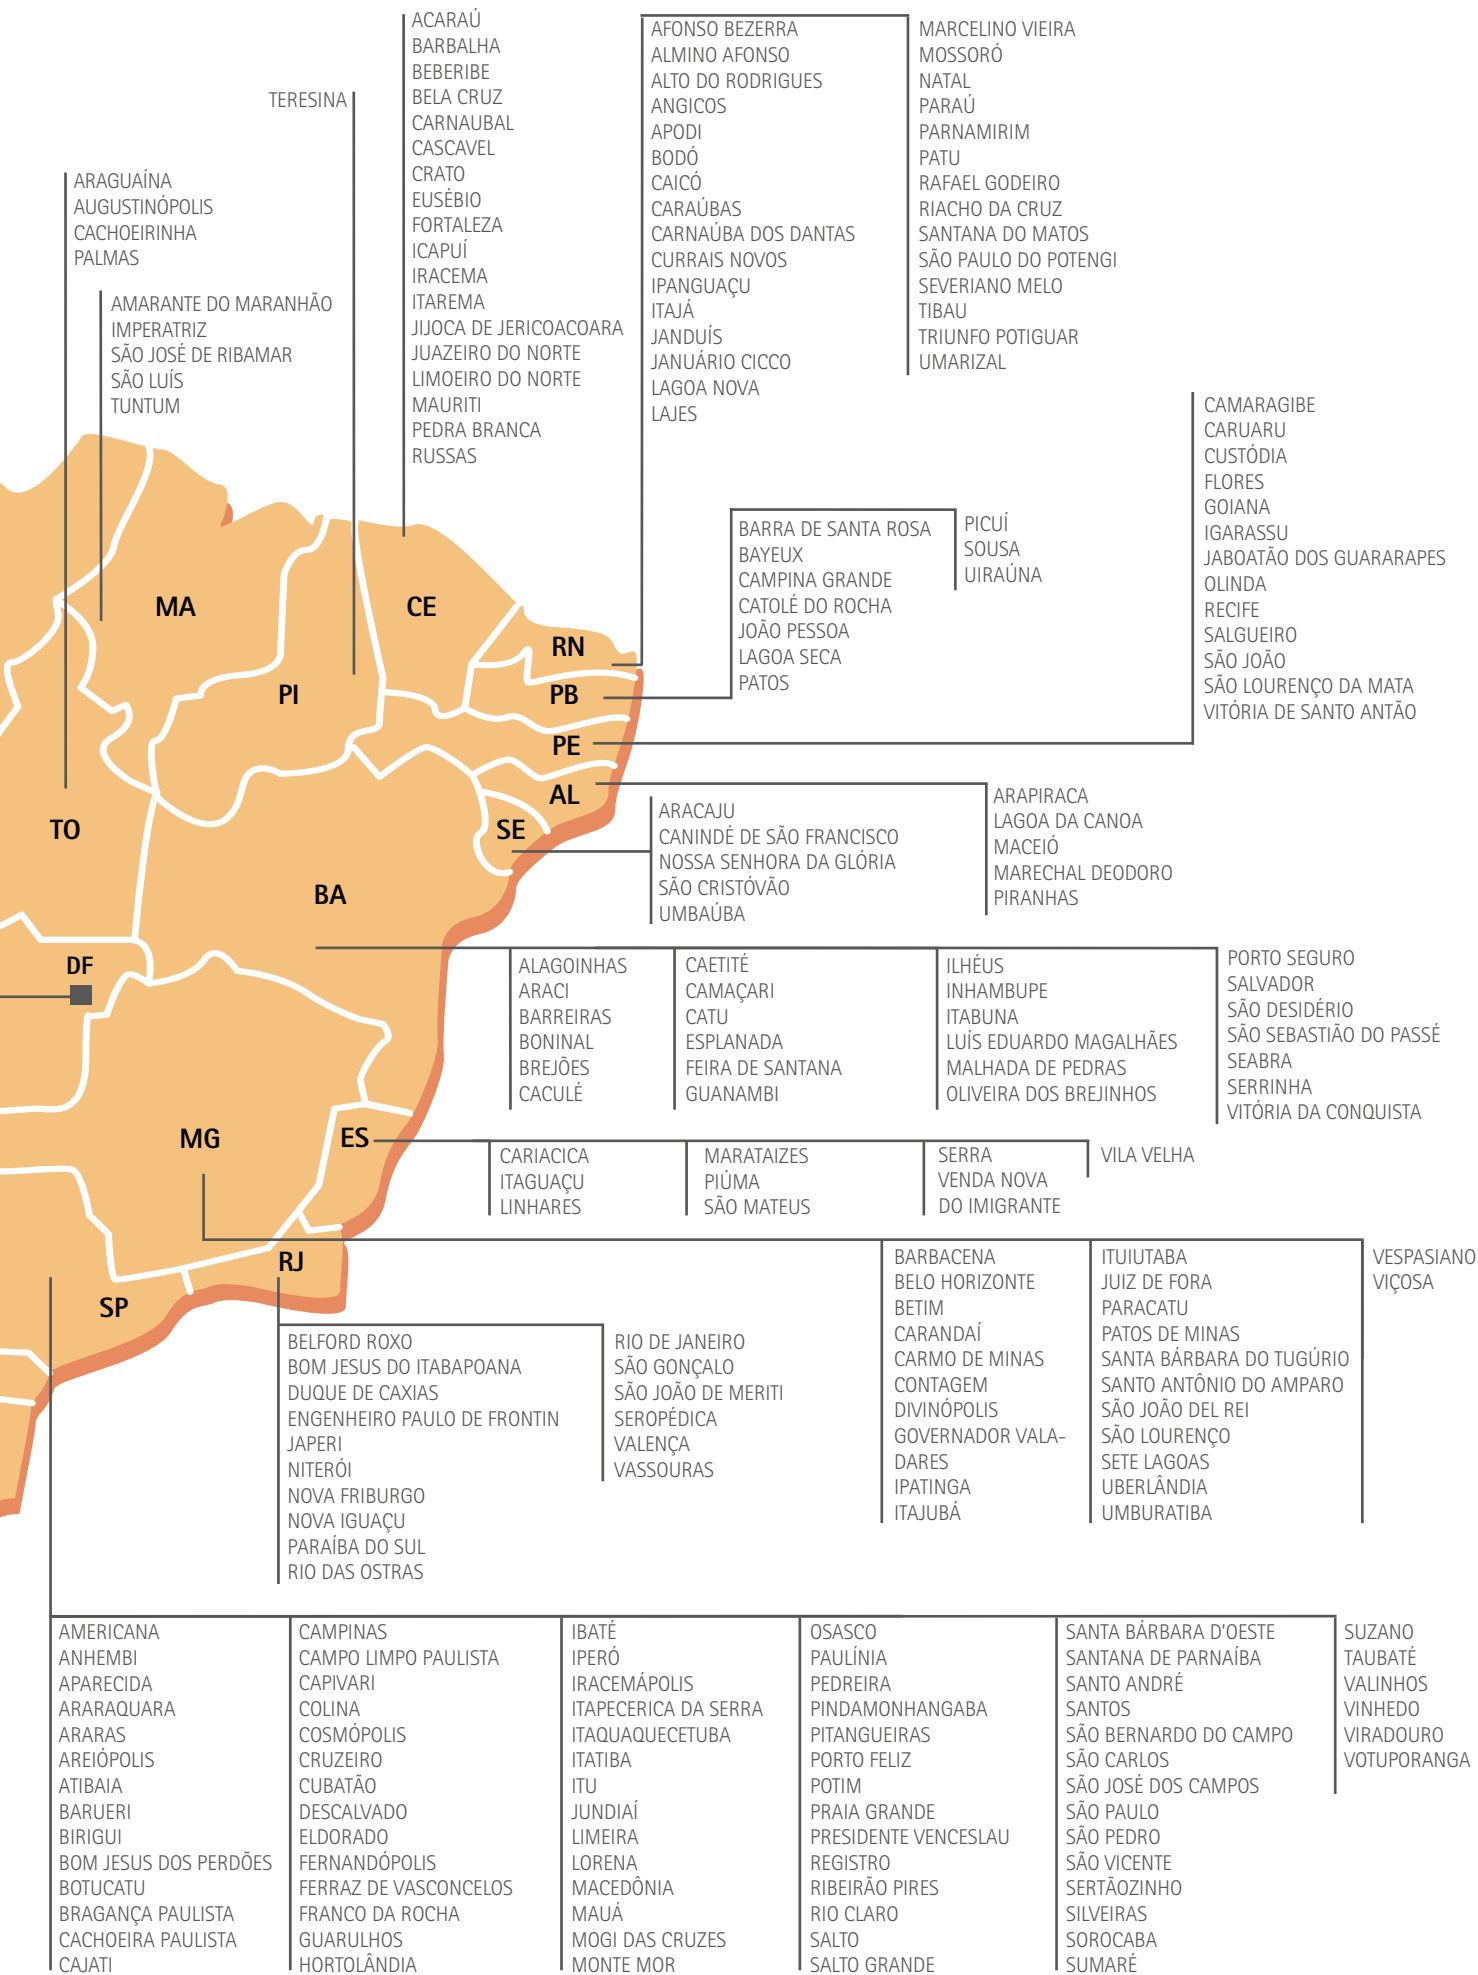 TERESINA
ARAGUAÍNA
AUGUSTINÓPOLIS
CACHOEIRINHA
PALMAS
AMARANTE DO MARANHÃO
IMPERATRIZ
SÃO JOSÉ DE RIBAMAR
SÃO LUÍS
TUNTUM
ACARAÚ
BARBALHA
BEBERIBE
BELA CRUZ
CARNAUBAL
CASCAVEL
CRATO
EUSÉBIO
FORTALEZA
ICAPUÍ
IRACEMA
ITAREMA
JIJOCA DE JERICOACOARA
JUAZEIRO DO NORTE
LIMOEIRO DO NORTE
MAURITI
PEDRA BRANCA
RUSSAS
AFONSO BEZERRA
ALMINO AFONSO
ALTO DO RODRIGUES
ANGICOS
APODI
BODÓ
CAICÓ
CARAÚBAS
CARNAÚBA DOS DANTAS
CURRAIS NOVOS
IPANGUAÇU
ITAJÁ
JANDUÍS
JANUÁRIO CICCO
LAGOA NOVA
LAJES
MARCELINO VIEIRA
MOSSORÓ
NATAL
PARAÚ
PARNAMIRIM
PATU
RAFAEL GODEIRO
RIACHO DA CRUZ
SANTANA DO MATOS
SÃO PAULO DO POTENGI
SEVERIANO MELO
TIBAU
TRIUNFO POTIGUAR
UMARIZAL
CAMARAGIBE
CARUARU
CUSTÓDIA
FLORES
GOIANA
IGARASSU
JABOATÃO DOS GUARARAPES
OLINDA
RECIFE
SALGUEIRO
SÃO JOÃO
SÃO LOURENÇO DA MATA
VITÓRIA DE SANTO ANTÃO
BARRA DE SANTA ROSA
BAYEUX
CAMPINA GRANDE
CATOLÉ DO ROCHA
JOÃO PESSOA
LAGOA SECA
PATOS
PICUÍ
SOUSA
UIRAÚNA
MA
CE
RN
PI
PB
PE
AL
SE
TO
BA
DF
MG
ES
RJ
SP
ARACAJU
CANINDÉ DE SÃO FRANCISCO
NOSSA SENHORA DA GLÓRIA
SÃO CRISTÓVÃO
UMBAÚBA
ARAPIRACA
LAGOA DA CANOA
MACEIÓ
MARECHAL DEODORO
PIRANHAS
ALAGOINHAS
ARACI
BARREIRAS
BONINAL
BREJÕES
CACULÉ
CAETITÉ
CAMAÇARI
CATU
ESPLANADA
FEIRA DE SANTANA
GUANAMBI
ILHÉUS
INHAMBUPE
ITABUNA
LUÍS EDUARDO MAGALHÃES
MALHADA DE PEDRAS
OLIVEIRA DOS BREJINHOS
PORTO SEGURO
SALVADOR
SÃO DESIDÉRIO
SÃO SEBASTIÃO DO PASSÉ
SEABRA
SERRINHA
VITÓRIA DA CONQUISTA
CARIACICA
ITAGUAÇU
LINHARES
MARATAIZES
PIÚMA
SÃO MATEUS
SERRA
VENDA NOVA
DO IMIGRANTE
VILA VELHA
BARBACENA
BELO HORIZONTE
BETIM
CARANDAÍ
CARMO DE MINAS
CONTAGEM
DIVINÓPOLIS
GOVERNADOR VALA-
DARES
IPATINGA
ITAJUBÁ
ITUIUTABA
JUIZ DE FORA
PARACATU
PATOS DE MINAS
SANTA BÁRBARA DO TUGÚRIO
SANTO ANTÔNIO DO AMPARO
SÃO JOÃO DEL REI
SÃO LOURENÇO
SETE LAGOAS
UBERLÂNDIA
UMBURATIBA
VESPASIANO
VIÇOSA
BELFORD ROXO
BOM JESUS DO ITABAPOANA
DUQUE DE CAXIAS
ENGENHEIRO PAULO DE FRONTIN
JAPERI
NITERÓI
NOVA FRIBURGO
NOVA IGUAÇU
PARAÍBA DO SUL
RIO DAS OSTRAS
RIO DE JANEIRO
SÃO GONÇALO
SÃO JOÃO DE MERITI
SEROPÉDICA
VALENÇA
VASSOURAS
AMERICANA
ANHEMBI
APARECIDA
ARARAQUARA
ARARAS
AREIÓPOLIS
ATIBAIA
BARUERI
BIRIGUI
BOM JESUS DOS PERDÕES
BOTUCATU
BRAGANÇA PAULISTA
CACHOEIRA PAULISTA
CAJATI
CAMPINAS
CAMPO LIMPO PAULISTA
CAPIVARI
COLINA
COSMÓPOLIS
CRUZEIRO
CUBATÃO
DESCALVADO
ELDORADO
FERNANDÓPOLIS
FERRAZ DE VASCONCELOS
FRANCO DA ROCHA
GUARULHOS
HORTOLÂNDIA
IBATÉ
IPERÓ
IRACEMÁPOLIS
ITAPECERICA DA SERRA
ITAQUAQUECETUBA
ITATIBA
ITU
JUNDIAÍ
LIMEIRA
LORENA
MACEDÔNIA
MAUÁ
MOGI DAS CRUZES
MONTE MOR
OSASCO
PAULÍNIA
PEDREIRA
PINDAMONHANGABA
PITANGUEIRAS
PORTO FELIZ
POTIM
PRAIA GRANDE
PRESIDENTE VENCESLAU
REGISTRO
RIBEIRÃO PIRES
RIO CLARO
SALTO
SALTO GRANDE
SANTA BÁRBARA D'OESTE
SANTANA DE PARNAÍBA
SANTO ANDRÉ
SANTOS
SÃO BERNARDO DO CAMPO
SÃO CARLOS
SÃO JOSÉ DOS CAMPOS
SÃO PAULO
SÃO PEDRO
SÃO VICENTE
SERTÃOZINHO
SILVEIRAS
SOROCABA
SUMARÉ
SUZANO
TAUBATÉ
VALINHOS
VINHEDO
VIRADOURO
VOTUPORANGA